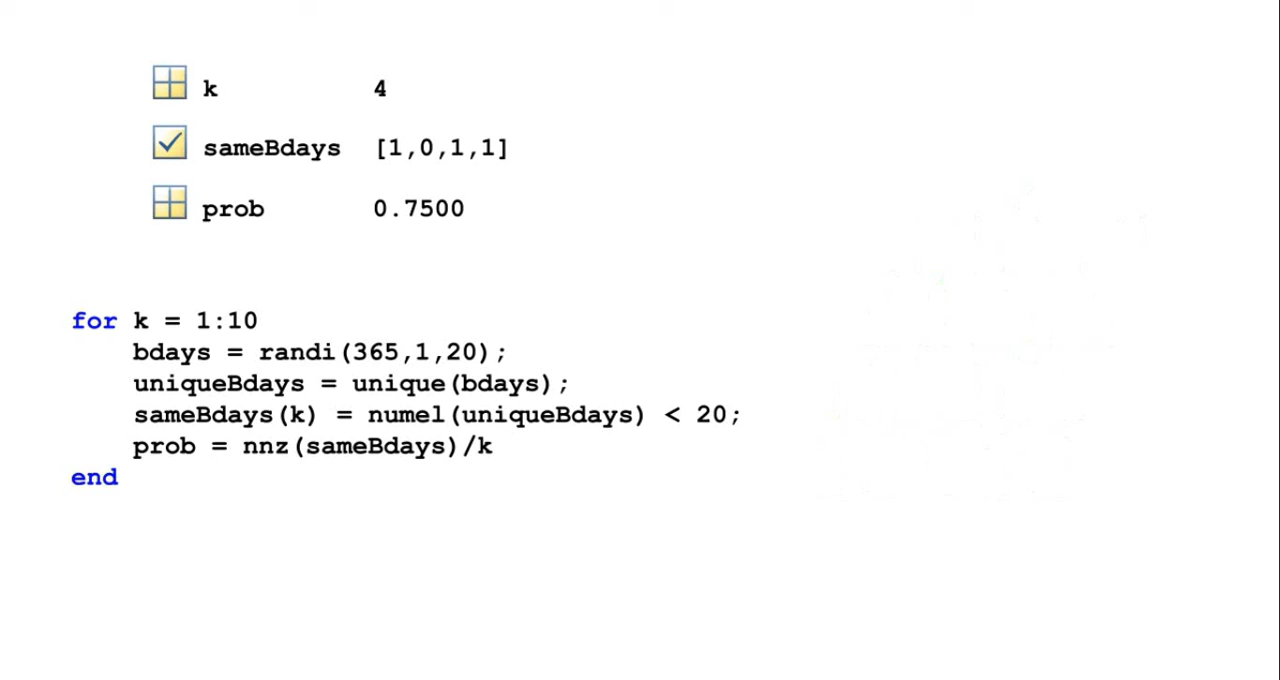 k 4
sameBdays [1,0,1,1]
prob 0.7500
for k = 1:10
    bdays = randi(365,1,20);
    uniqueBdays = unique(bdays);
    sameBdays(k) = numel(uniqueBdays) < 20;
    prob = nnz(sameBdays)/k
end